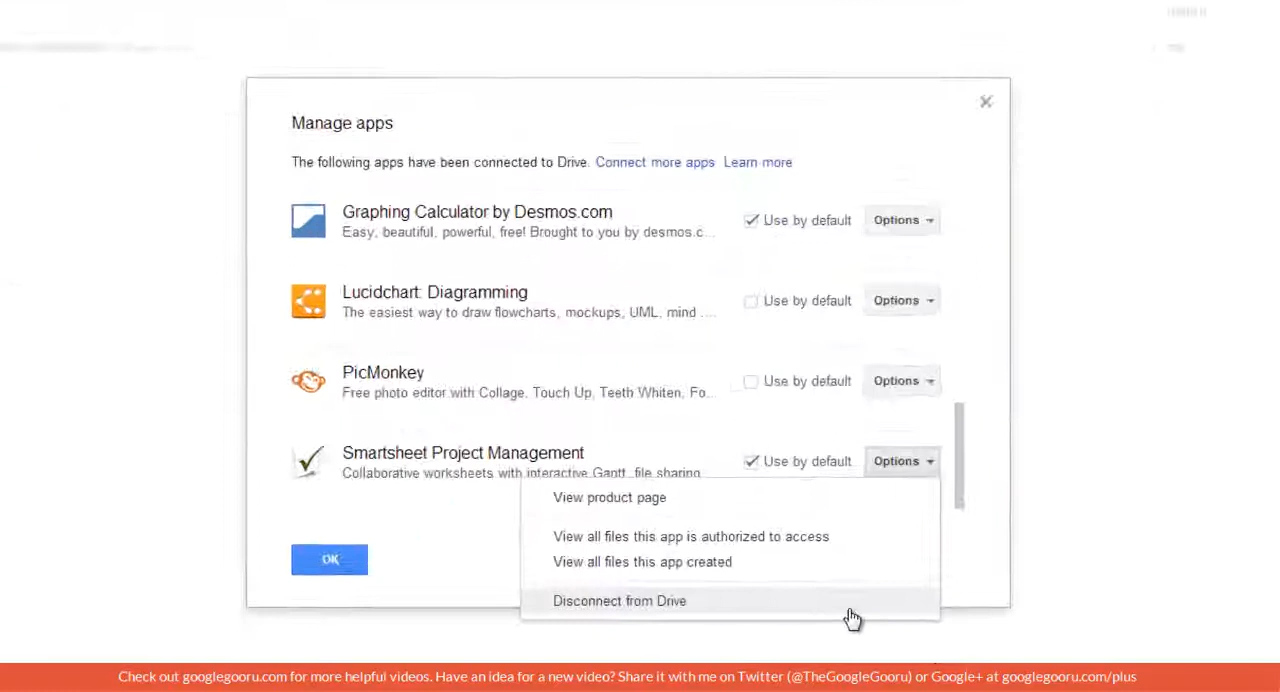 Manage apps
The following apps have been connected to Drive. Connect more apps Learn more
Graphing Calculator by Desmos.com
Easy, beautiful, powerful, free! Brought to you by desmos.c...
Use by default Options
Lucidchart: Diagramming
The easiest way to draw flowcharts, mockups, UML, mind ....
Use by default Options
PicMonkey
Free photo editor with Collage, Touch Up, Teeth Whiten, Fo...
Use by default Options
Smartsheet Project Management
Collaborative worksheets with interactive Gantt, file sharing
Use by default Options
View product page
View all files this app is authorized to access
View all files this app created
Disconnect from Drive
OK
Check out googlegooru.com for more helpful videos. Have an idea for a new video? Share it with me on Twitter (@TheGoogleGooru) or Google+ at googlegooru.com/plus